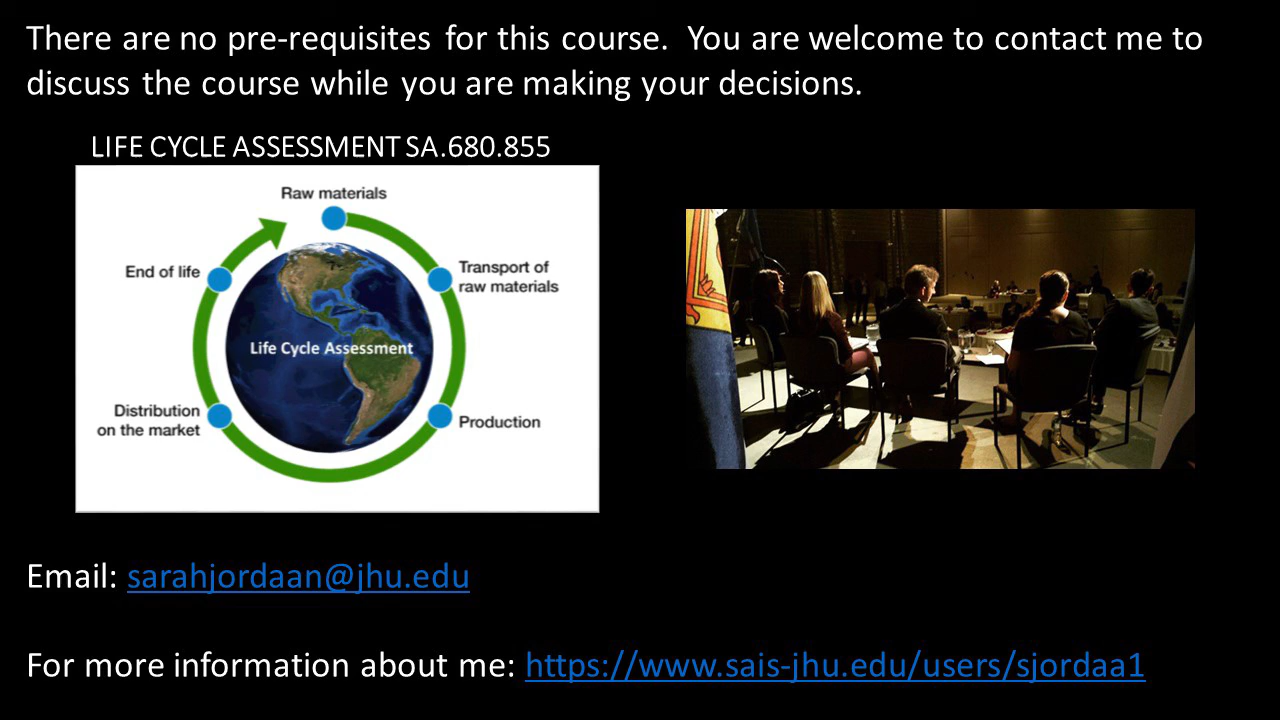 There are no pre-requisites for this course.  You are welcome to contact me to
discuss the course while you are making your decisions.
LIFE CYCLE ASSESSMENT SA.680.855
Raw materials
End of life
Transport of
raw materials
Life Cycle Assessment
Distribution
on the market
Production
Email: sarahjordaan@jhu.edu
For more information about me: https://www.sais-jhu.edu/users/sjordaa1